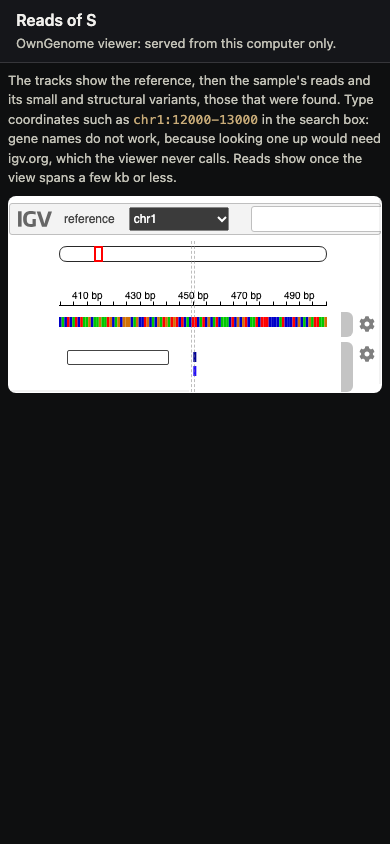 Reads of S
OwnGenome viewer: served from this computer only.
The tracks show the reference, then the sample's reads and
its small and structural variants, those that were found. Type
coordinates such as chr1:12000–13000 in the search box:
gene names do not work, because looking one up would need
igv.org, which the viewer never calls. Reads show once the
view spans a few kb or less.
IGV reference chr1
410 bp 430 bp 450 bp 470 bp 490 bp